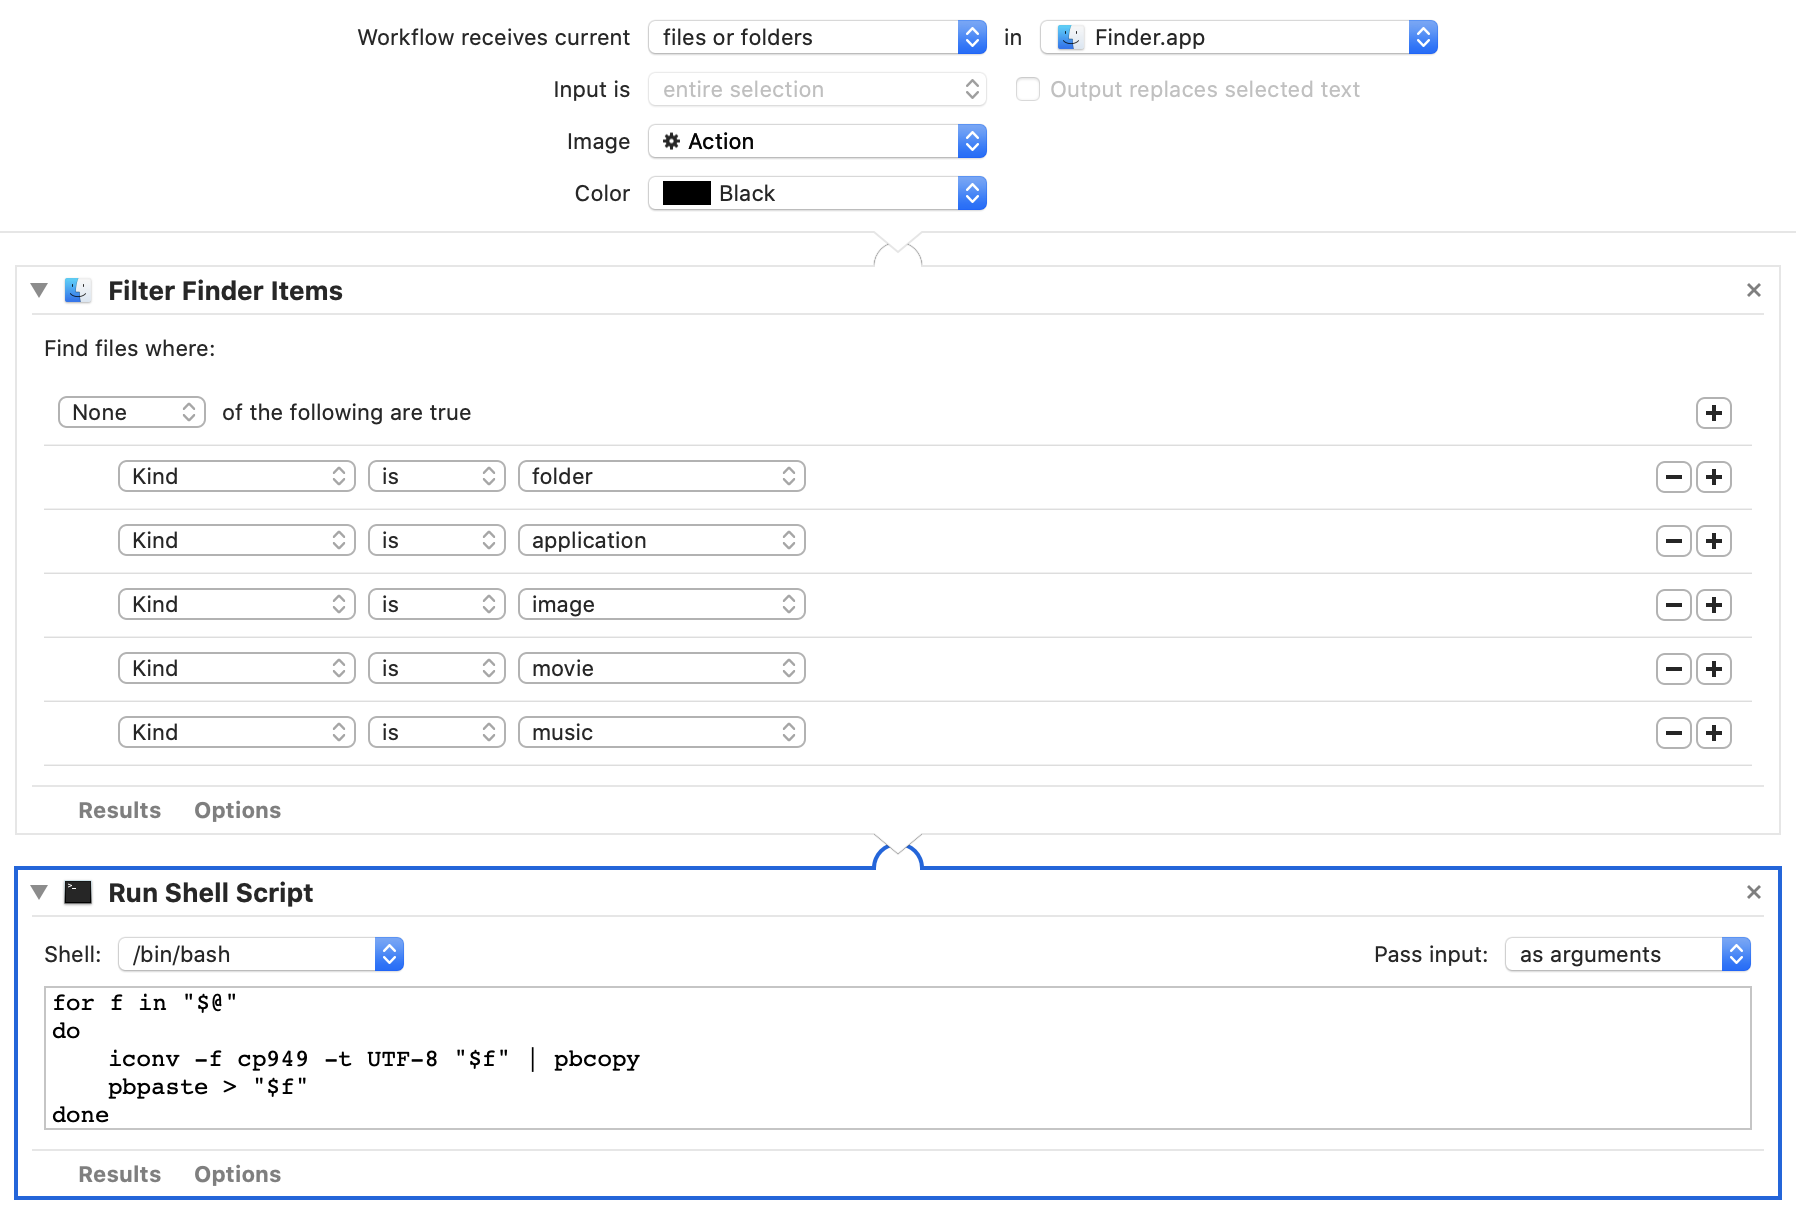 Workflow receives current files or folders in Finder.app
Input is entire selection Output replaces selected text
Image Action
Color Black
Filter Finder Items
Find files where:
None of the following are true
Kind is folder
Kind is application
Kind is image
Kind is movie
Kind is music
Results Options
Run Shell Script
Shell: /bin/bash Pass input: as arguments
for f in "$@"
do
    iconv -f cp949 -t UTF-8 "$f" | pbcopy
    pbpaste > "$f"
done
Results Options